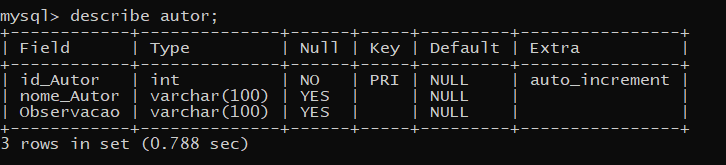 mysql> describe autor;
+------------+--------------+------+-----+---------+----------------+
| Field      | Type         | Null | Key | Default | Extra          |
+------------+--------------+------+-----+---------+----------------+
| id_Autor   | int          | NO   | PRI | NULL    | auto_increment |
| nome_Autor | varchar(100) | YES  |     | NULL    |                |
| Observacao | varchar(100) | YES  |     | NULL    |                |
+------------+--------------+------+-----+---------+----------------+
3 rows in set (0.788 sec)